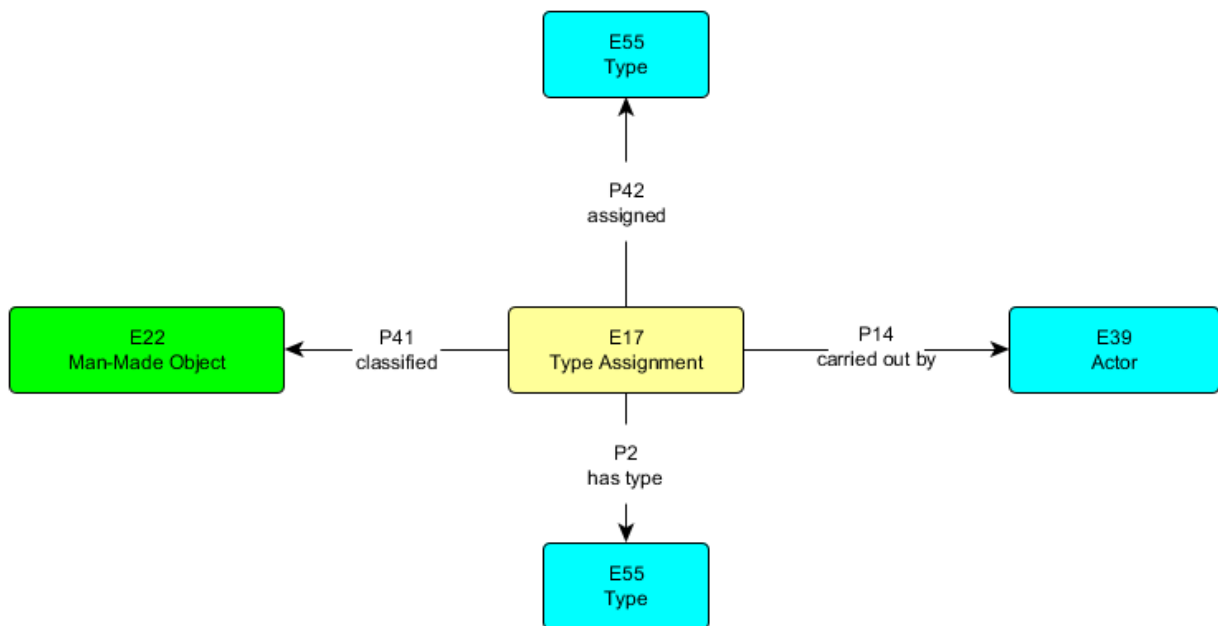 E55
Type
P42
assigned
E22
Man-Made Object
P41
classified
E17
Type Assignment
P14
carried out by
E39
Actor
P2
has type
E55
Type